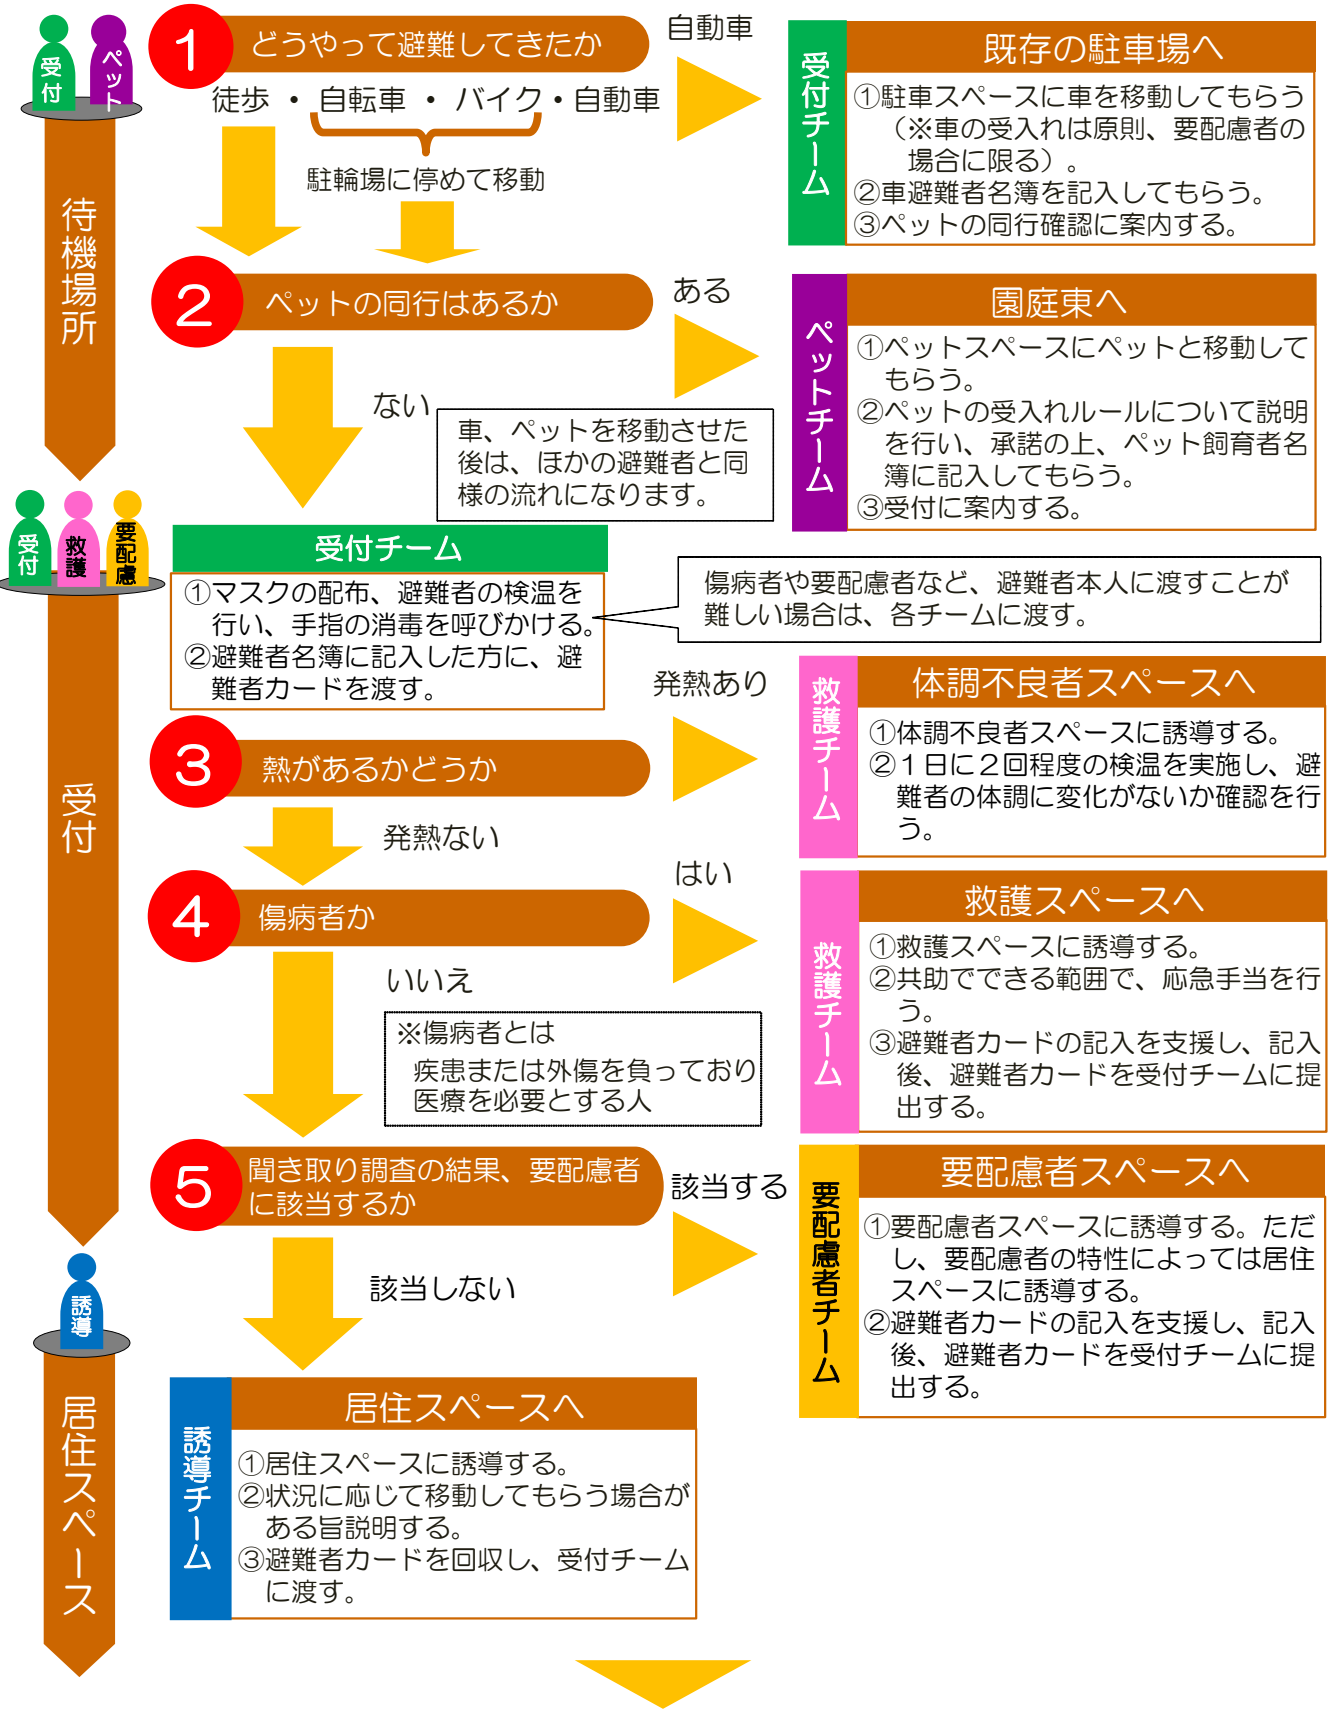 受付
ペット
待機場所
1
どうやって避難してきたか
自動車
徒歩 ・ 自転車 ・ バイク・自動車
駐輪場に停めて移動
受付チーム
既存の駐車場へ
①駐車スペースに車を移動してもらう
（※車の受入れは原則、要配慮者の
場合に限る）。
②車避難者名簿を記入してもらう。
③ペットの同行確認に案内する。
2
ペットの同行はあるか
ある
ない
車、ペットを移動させた
後は、ほかの避難者と同
様の流れになります。
ペットチーム
園庭東へ
①ペットスペースにペットと移動して
もらう。
②ペットの受入れルールについて説明
を行い、承諾の上、ペット飼育者名
簿に記入してもらう。
③受付に案内する。
受付
救護
要配慮
受付
受付チーム
①マスクの配布、避難者の検温を
行い、手指の消毒を呼びかける。
②避難者名簿に記入した方に、避
難者カードを渡す。
傷病者や要配慮者など、避難者本人に渡すことが
難しい場合は、各チームに渡す。
3
熱があるかどうか
発熱あり
発熱ない
救護チーム
体調不良者スペースへ
①体調不良者スペースに誘導する。
②１日に２回程度の検温を実施し、避
難者の体調に変化がないか確認を行
う。
4
傷病者か
はい
いいえ
※傷病者とは
疾患または外傷を負っており
医療を必要とする人
救護チーム
救護スペースへ
①救護スペースに誘導する。
②共助でできる範囲で、応急手当を行
う。
③避難者カードの記入を支援し、記入
後、避難者カードを受付チームに提
出する。
5
聞き取り調査の結果、要配慮者
に該当するか
該当する
該当しない
要配慮者チーム
要配慮者スペースへ
①要配慮者スペースに誘導する。ただ
し、要配慮者の特性によっては居住
スペースに誘導する。
②避難者カードの記入を支援し、記入
後、避難者カードを受付チームに提
出する。
誘導
居住スペース
誘導チーム
居住スペースへ
①居住スペースに誘導する。
②状況に応じて移動してもらう場合が
ある旨説明する。
③避難者カードを回収し、受付チーム
に渡す。